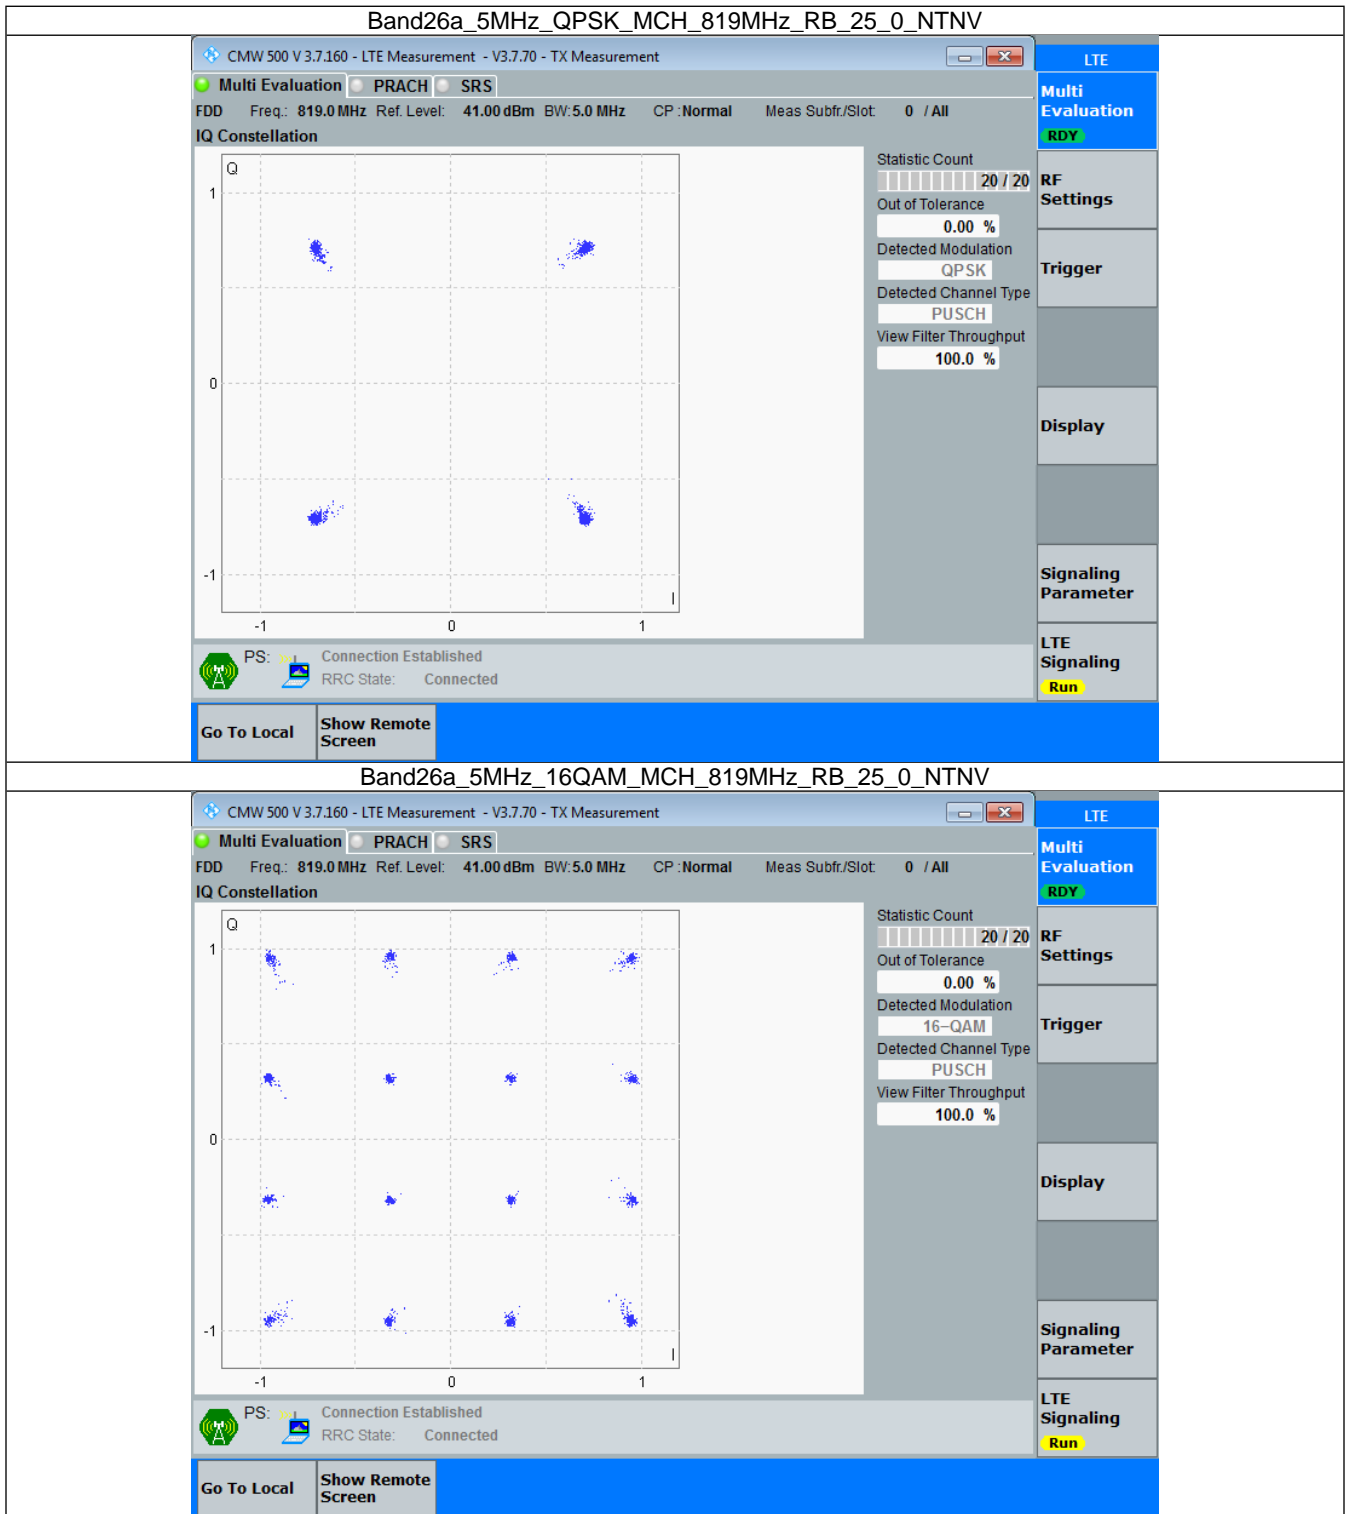 Band26a_5MHz_QPSK_MCH_819MHz_RB_25_0_NTNV
CMW 500 V 3.7.160 - LTE Measurement - V3.7.70 - TX Measurement
LTE
Multi Evaluation PRACH SRS
FDD Freq.: 819.0 MHz Ref. Level: 41.00 dBm BW: 5.0 MHz CP : Normal Meas Subfr./Slot: 0 / All
IQ Constellation
Q
1
0
-1
I
-1 0 1
Statistic Count
20 / 20
Out of Tolerance
0.00 %
Detected Modulation
QPSK
Detected Channel Type
PUSCH
View Filter Throughput
100.0 %
Multi
Evaluation
RDY
RF
Settings
Trigger
Display
Signaling
Parameter
LTE
Signaling
Run
PS: Connection Established
RRC State: Connected
Go To Local
Show Remote
Screen
Band26a_5MHz_16QAM_MCH_819MHz_RB_25_0_NTNV
CMW 500 V 3.7.160 - LTE Measurement - V3.7.70 - TX Measurement
LTE
Multi Evaluation PRACH SRS
FDD Freq.: 819.0 MHz Ref. Level: 41.00 dBm BW: 5.0 MHz CP : Normal Meas Subfr./Slot: 0 / All
IQ Constellation
Q
1
0
-1
I
-1 0 1
Statistic Count
20 / 20
Out of Tolerance
0.00 %
Detected Modulation
16-QAM
Detected Channel Type
PUSCH
View Filter Throughput
100.0 %
Multi
Evaluation
RDY
RF
Settings
Trigger
Display
Signaling
Parameter
LTE
Signaling
Run
PS: Connection Established
RRC State: Connected
Go To Local
Show Remote
Screen